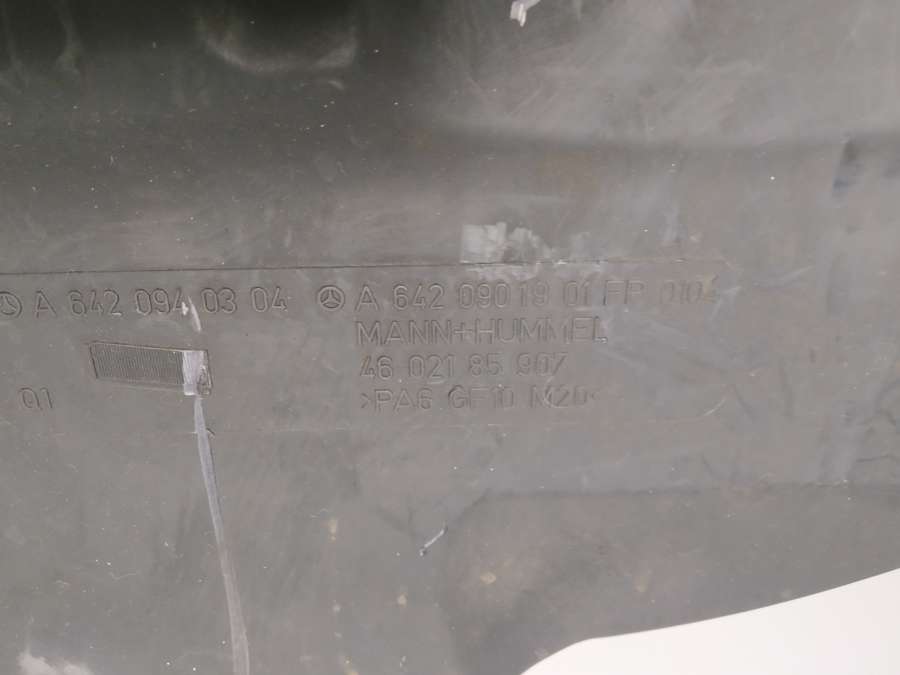 A 642 094 03 04 A 642 090 19 01 FP 0104
MANN+HUMMEL
46 021 85 907
Q1 >PA6 GF10 M20<